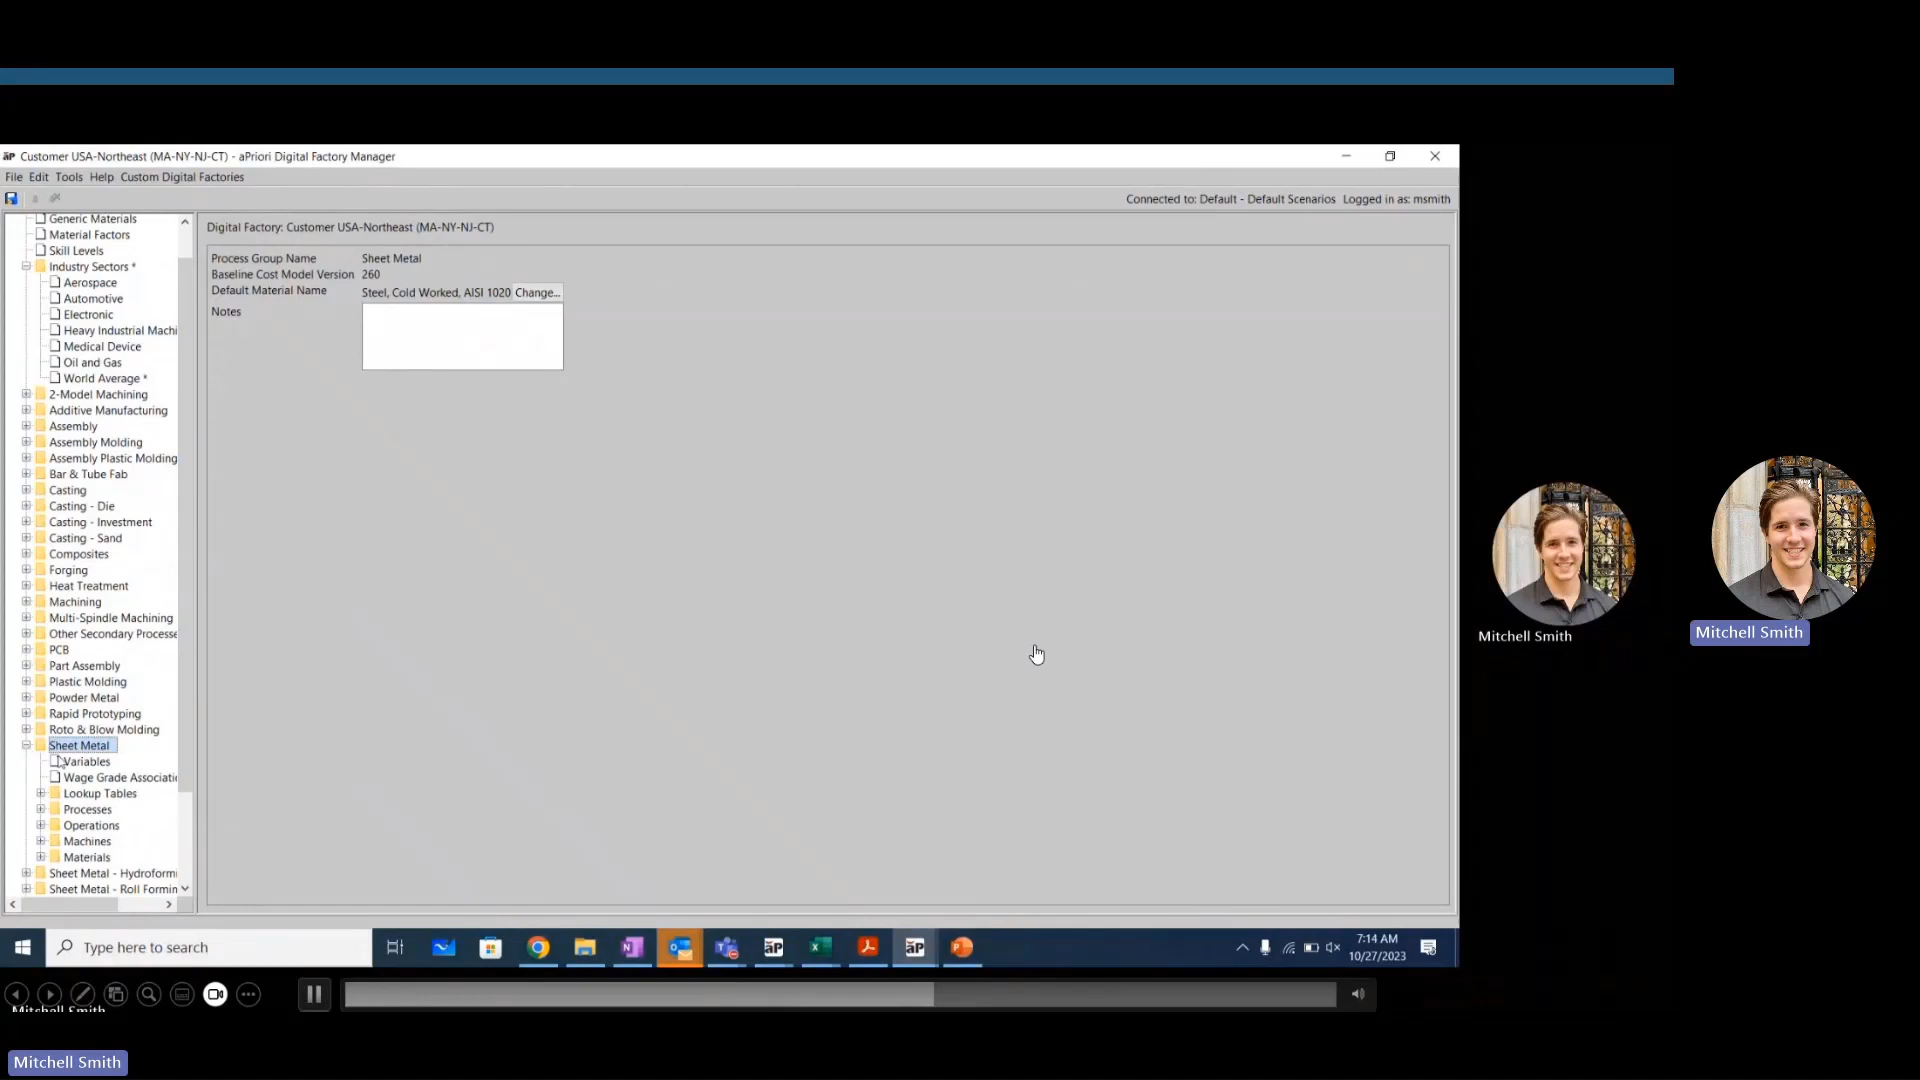 aP Customer USA-Northeast (MA-NY-NJ-CT) - aPriori Digital Factory Manager
File Edit Tools Help Custom Digital Factories
Connected to: Default - Default Scenarios Logged in as: msmith
Generic Materials
Material Factors
Skill Levels
Industry Sectors *
Aerospace
Automotive
Electronic
Heavy Industrial Machi
Medical Device
Oil and Gas
World Average *
2-Model Machining
Additive Manufacturing
Assembly
Assembly Molding
Assembly Plastic Molding
Bar & Tube Fab
Casting
Casting - Die
Casting - Investment
Casting - Sand
Composites
Forging
Heat Treatment
Machining
Multi-Spindle Machining
Other Secondary Processe
PCB
Part Assembly
Plastic Molding
Powder Metal
Rapid Prototyping
Roto & Blow Molding
Sheet Metal
Variables
Wage Grade Associatio
Lookup Tables
Processes
Operations
Machines
Materials
Sheet Metal - Hydroformi
Sheet Metal - Roll Formin
Digital Factory: Customer USA-Northeast (MA-NY-NJ-CT)
Process Group Name Sheet Metal
Baseline Cost Model Version 260
Default Material Name Steel, Cold Worked, AISI 1020 Change...
Notes
Mitchell Smith
Mitchell Smith
Type here to search
aP
aP
7:14 AM
10/27/2023
Mitchell Smith
Mitchell Smith